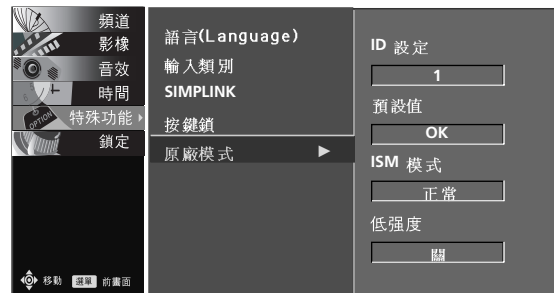 頻道
影像
音效
時間
特殊功能
鎖定
移動 選單 前畫面
語言(Language)
輸入類別
SIMPLINK
按鍵鎖
原廠模式
ID 設定
1
預設值
OK
ISM 模式
正常
低强度
關